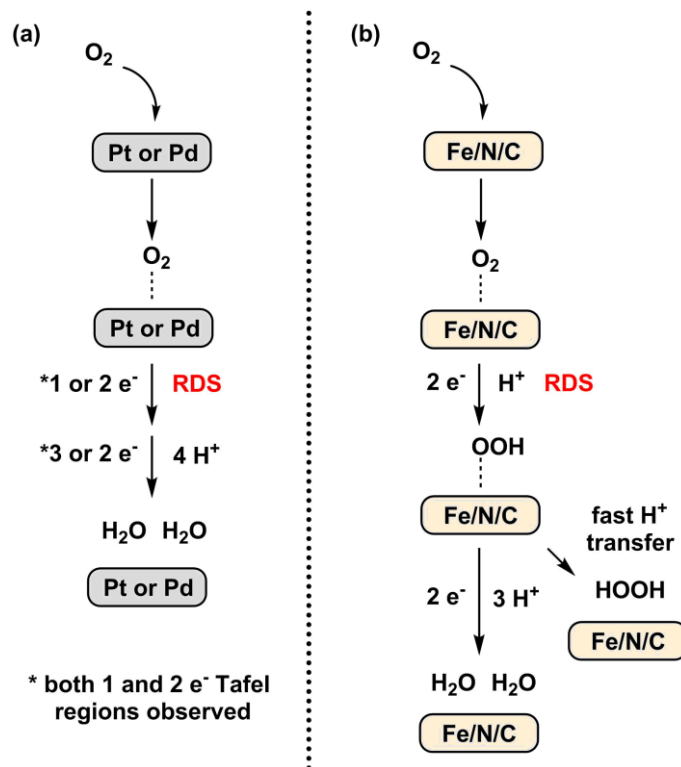 (a)
O₂
Pt or Pd
O₂
Pt or Pd
*1 or 2 e⁻ RDS
*3 or 2 e⁻ 4 H⁺
H₂O H₂O
Pt or Pd
* both 1 and 2 e⁻ Tafel
regions observed
(b)
O₂
Fe/N/C
O₂
Fe/N/C
2 e⁻ H⁺ RDS
OOH
Fe/N/C
fast H⁺
transfer
HOOH
Fe/N/C
2 e⁻ 3 H⁺
H₂O H₂O
Fe/N/C